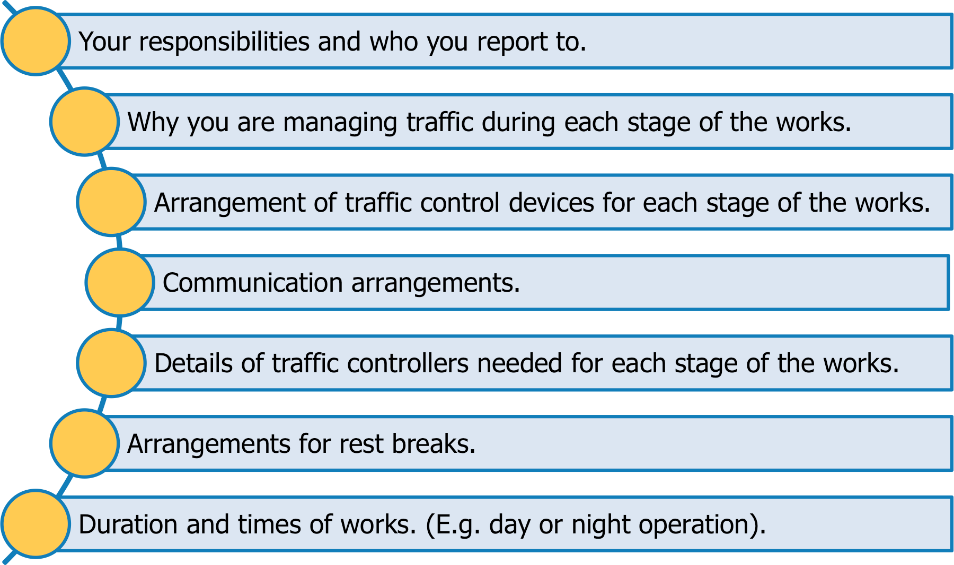 Your responsibilities and who you report to.
Why you are managing traffic during each stage of the works.
Arrangement of traffic control devices for each stage of the works.
Communication arrangements.
Details of traffic controllers needed for each stage of the works.
Arrangements for rest breaks.
Duration and times of works. (E.g. day or night operation).